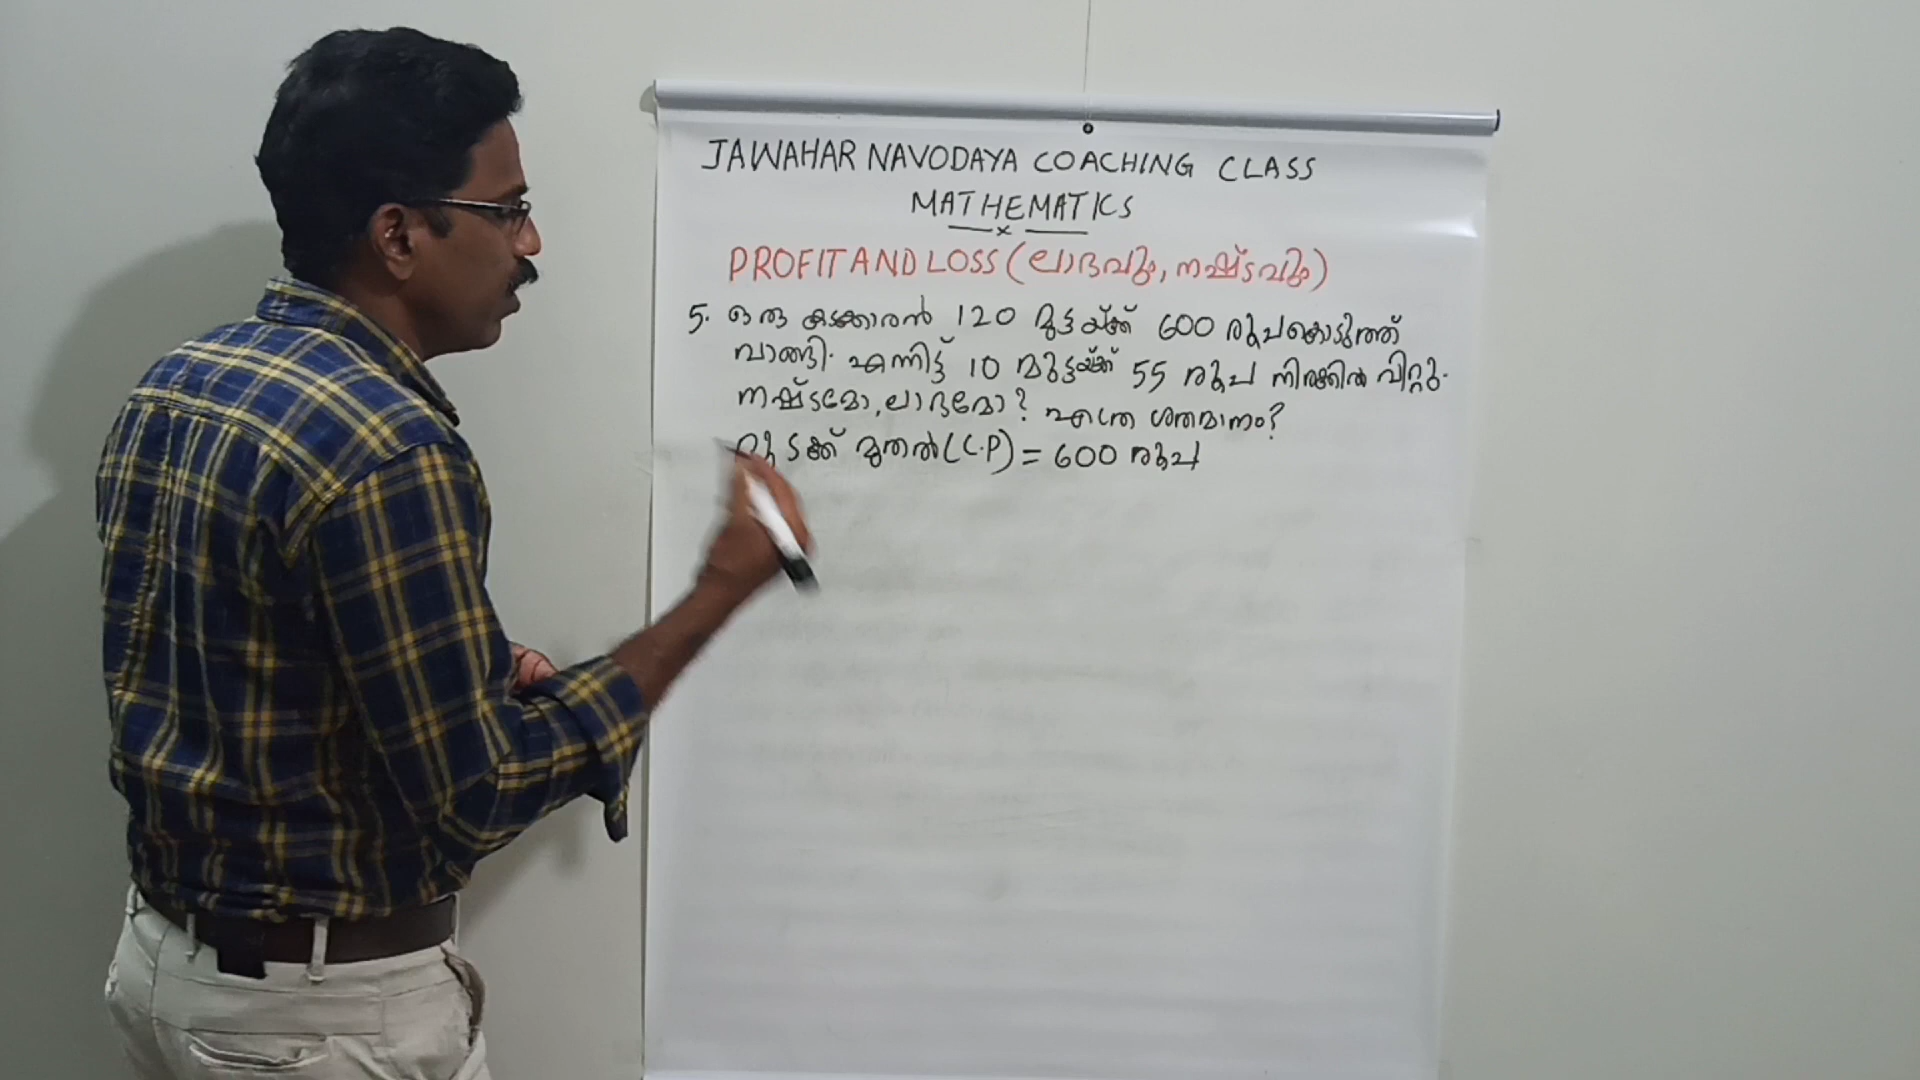 JAWAHAR NAVODAYA COACHING CLASS
MATHEMATICS
PROFIT AND LOSS (ലാഭവും, നഷ്ടവും)
5. ഒരു കടക്കാരൻ 120 മുട്ടയ്ക്ക് 600 രൂപ കൊടുത്ത്
വാങ്ങി. എന്നിട്ട് 10 മുട്ടയ്ക്ക് 55 രൂപ നിരക്കിൽ വിറ്റു.
നഷ്ടമോ, ലാഭമോ? എത്ര ശതമാനം?
മുടക്ക് മുതൽ (C.P) = 600 രൂപ